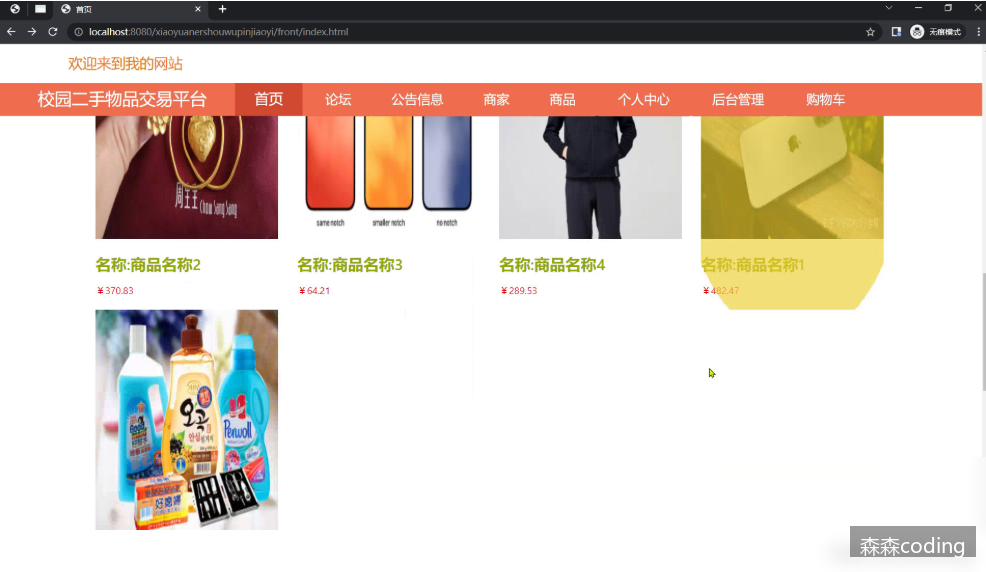 首页
localhost:8080/xiaoyuanershouwupinjiaoyi/front/index.html
无痕模式
欢迎来到我的网站
校园二手物品交易平台 首页 论坛 公告信息 商家 商品 个人中心 后台管理 购物车
周生生 Chow Sang Sang
same notch smaller notch no notch
名称:商品名称2 名称:商品名称3 名称:商品名称4 名称:商品名称1
￥370.83 ￥64.21 ￥289.53 ￥482.47
오곡
Perwoll
森森coding